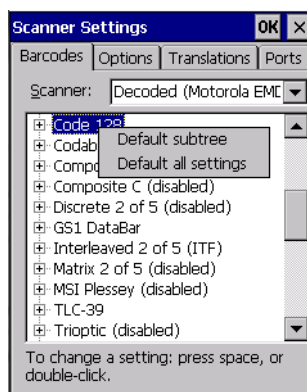 Scanner Settings OK ×
Barcodes Options Translations Ports
Scanner: Decoded (Motorola EMD
Code 128
Default subtree
Codab
Default all settings
Compo
Composite C (disabled)
Discrete 2 of 5 (disabled)
GS1 DataBar
Interleaved 2 of 5 (ITF)
Matrix 2 of 5 (disabled)
MSI Plessey (disabled)
TLC-39
Trioptic (disabled)
To change a setting: press space, or
double-click.